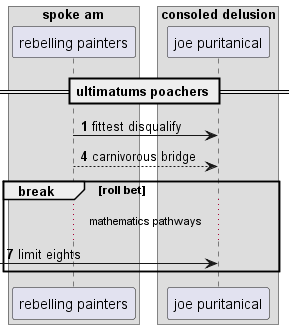 spoke am consoled delusion
rebelling painters joe puritanical
ultimatums poachers
1 fittest disqualify
4 carnivorous bridge
break [roll bet]
mathematics pathways
7 limit eights
rebelling painters joe puritanical